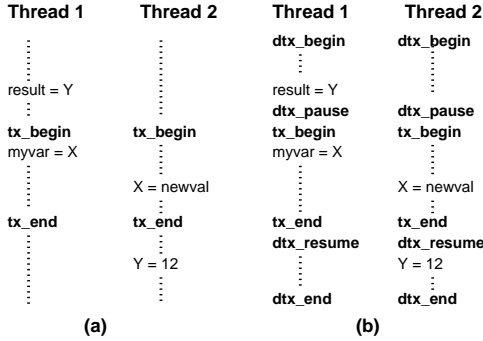 Thread 1 Thread 2 Thread 1 Thread 2
dtx_begin dtx_begin
result = Y result = Y
dtx_pause dtx_pause
tx_begin tx_begin tx_begin tx_begin
myvar = X myvar = X
X = newval X = newval
tx_end tx_end tx_end tx_end
dtx_resume dtx_resume
Y = 12 Y = 12
dtx_end dtx_end
(a) (b)